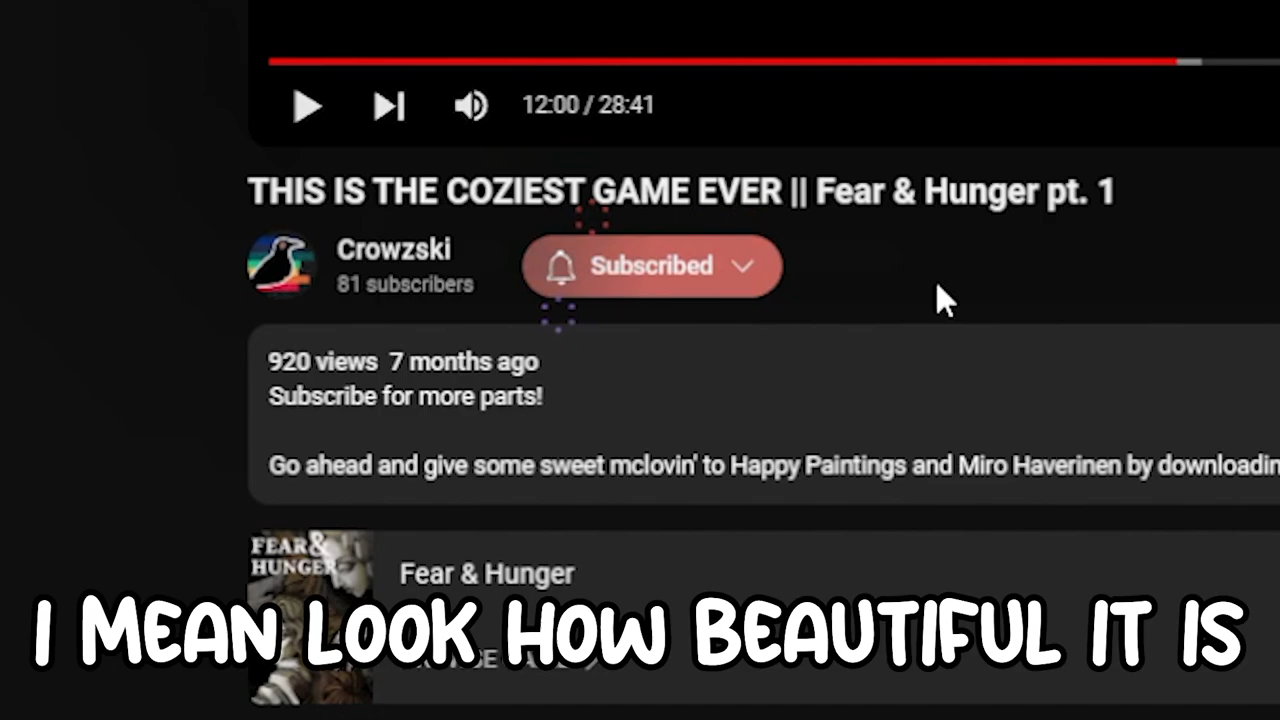 12:00 / 28:41
THIS IS THE COZIEST GAME EVER || Fear & Hunger pt. 1
Crowzski
81 subscribers
Subscribed
920 views 7 months ago
Subscribe for more parts!
Go ahead and give some sweet mclovin' to Happy Paintings and Miro Haverinen by
FEAR&
HUNGER
Fear & Hunger
I MEAN LOOK HOW BEAUTIFUL IT IS